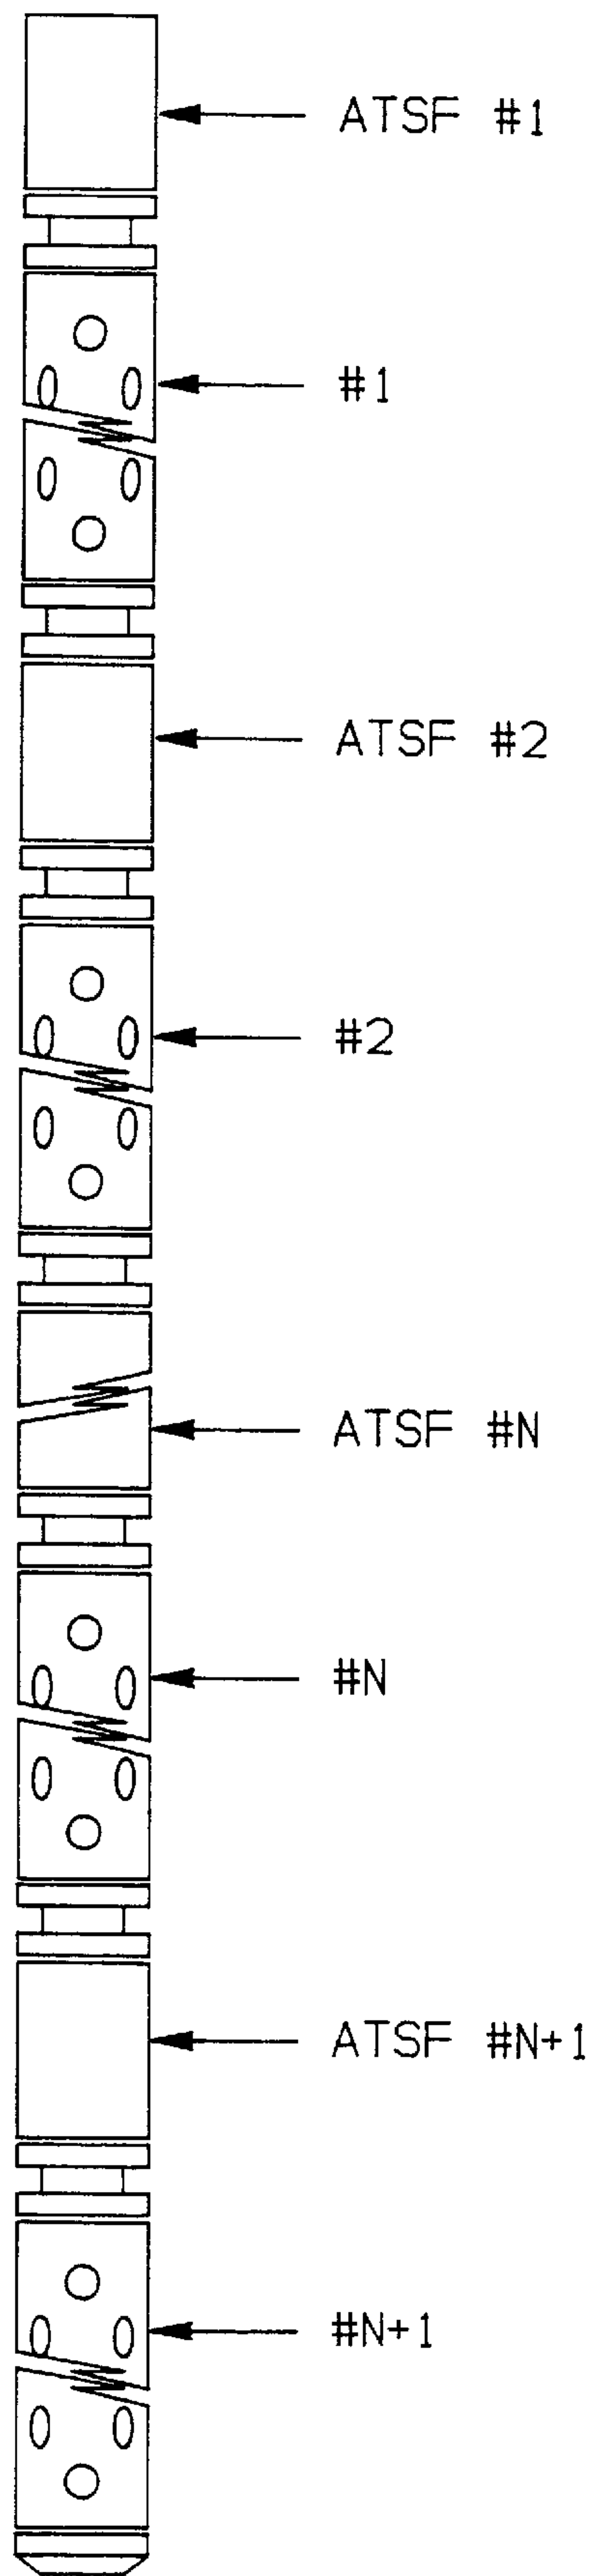 ATSF #1
#1
ATSF #2
#2
ATSF #N
#N
ATSF #N+1
#N+1